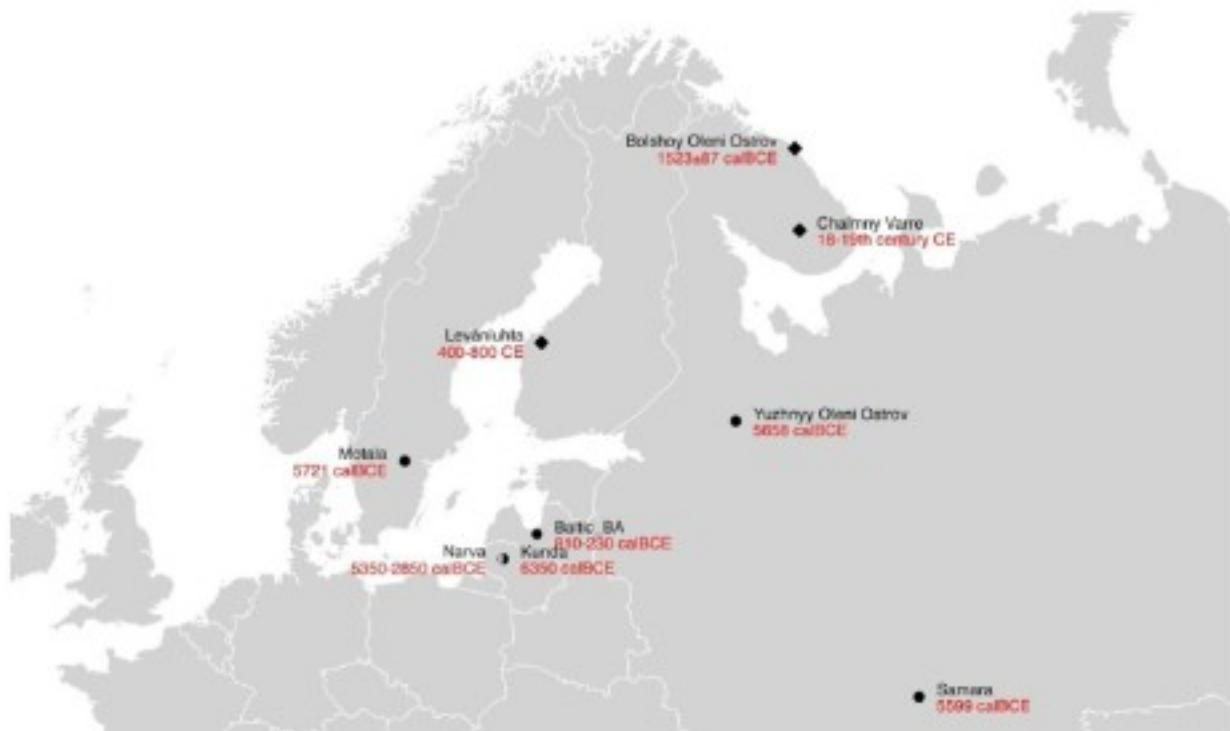 Bolshoy Oleni Ostrov
1523±87 calBCE
Chalmny Varre
18-19th century CE
Levänluhta
400-800 CE
Yuzhnyy Oleni Ostrov
5658 calBCE
Motala
5721 calBCE
Baltic_BA
810-230 calBCE
Narva
5350-2850 calBCE
Kunda
6350 calBCE
Samara
5599 calBCE